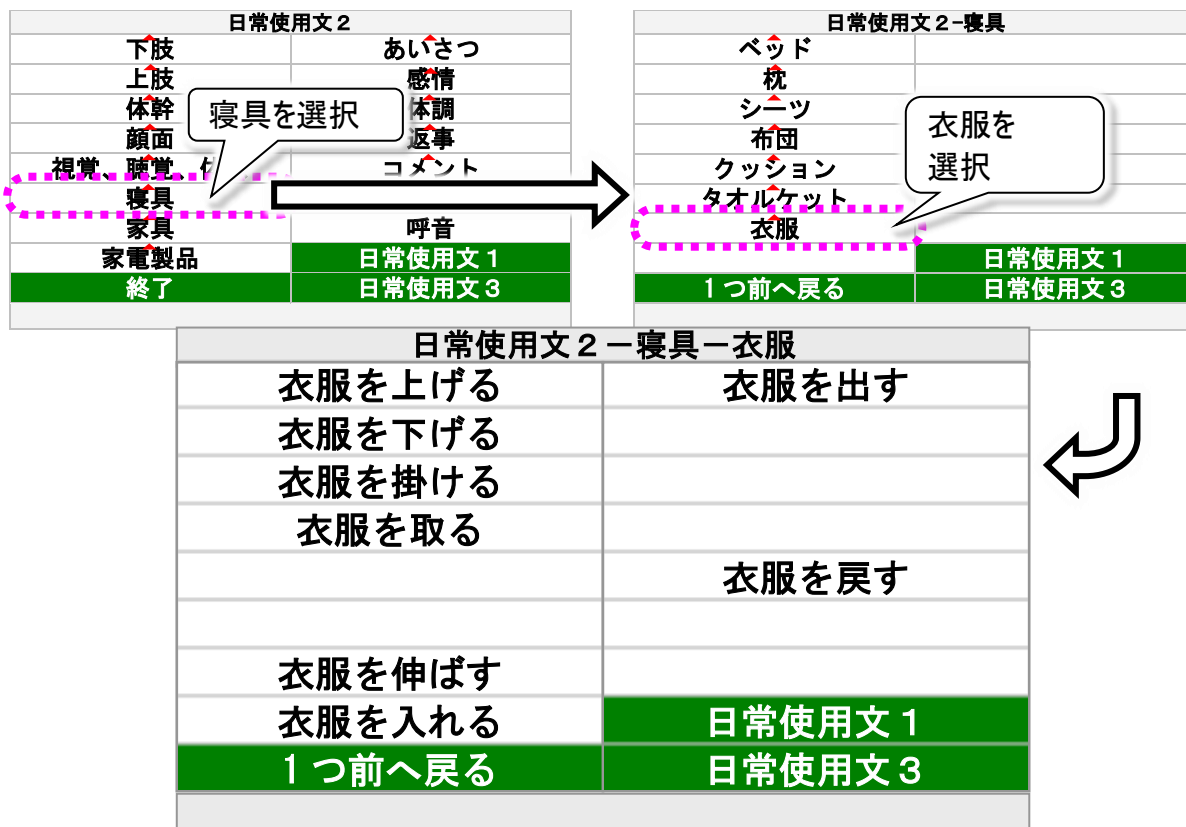 日常使用文2
下肢 あいさつ
上肢 感情
体幹 体調
顔面 返事
視覚、聴覚、 コメント
寝具
家具 呼音
家電製品 日常使用文1
終了 日常使用文3
寝具を選択
日常使用文2-寝具
ベッド
枕
シーツ
布団
クッション
タオルケット
衣服
日常使用文1
1つ前へ戻る 日常使用文3
衣服を
選択
日常使用文2-寝具-衣服
衣服を上げる 衣服を出す
衣服を下げる
衣服を掛ける
衣服を取る
衣服を戻す
衣服を伸ばす
衣服を入れる 日常使用文1
1つ前へ戻る 日常使用文3